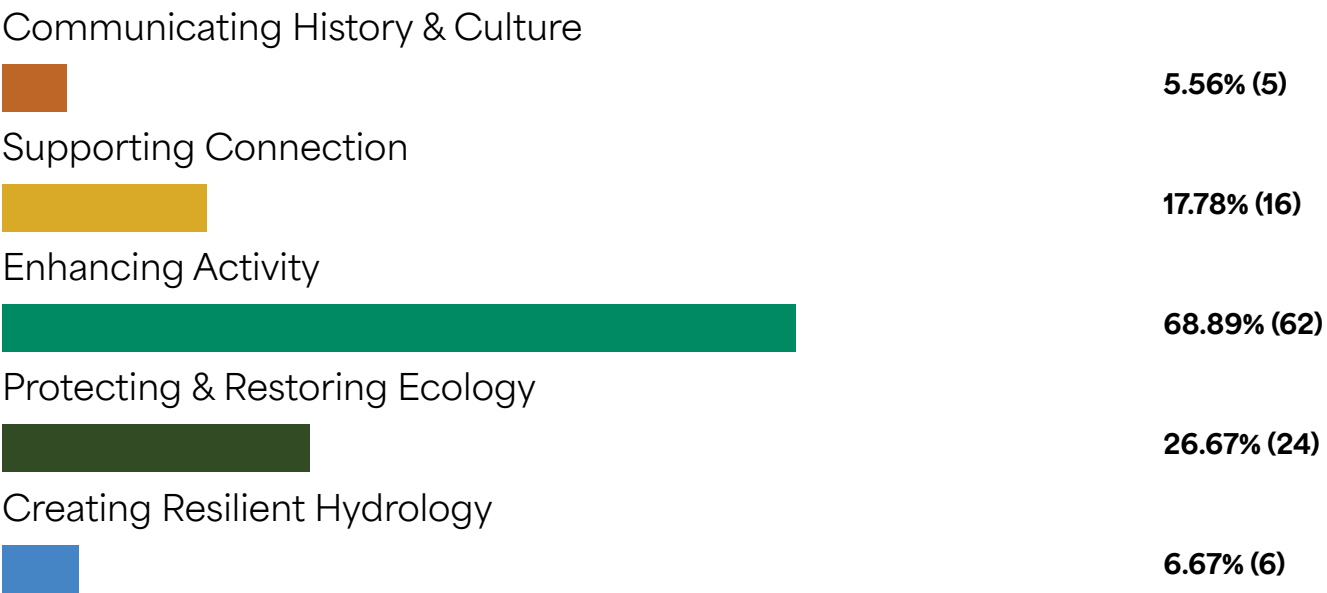 Communicating History & Culture
5.56% (5)
Supporting Connection
17.78% (16)
Enhancing Activity
68.89% (62)
Protecting & Restoring Ecology
26.67% (24)
Creating Resilient Hydrology
6.67% (6)